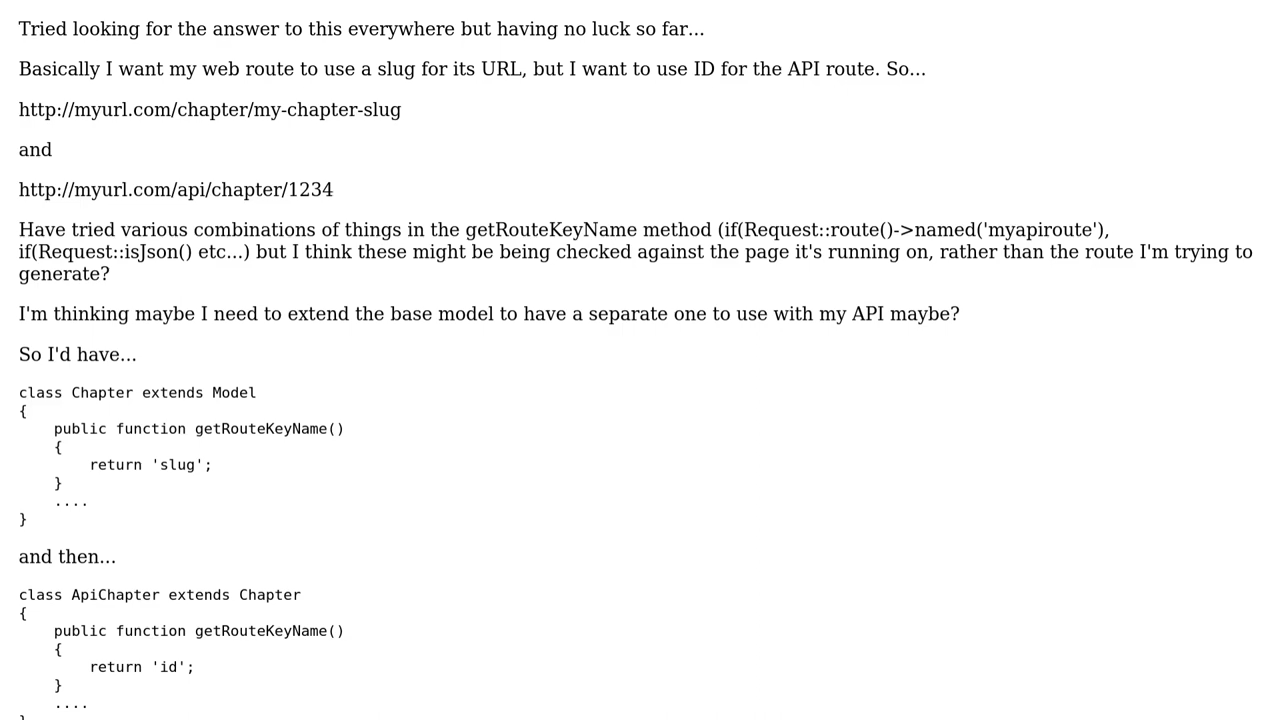 Tried looking for the answer to this everywhere but having no luck so far...
Basically I want my web route to use a slug for its URL, but I want to use ID for the API route. So...
http://myurl.com/chapter/my-chapter-slug
and
http://myurl.com/api/chapter/1234
Have tried various combinations of things in the getRouteKeyName method (if(Request::route()->named('myapiroute'),
if(Request::isJson() etc...) but I think these might be being checked against the page it's running on, rather than the route I'm trying to
generate?
I'm thinking maybe I need to extend the base model to have a separate one to use with my API maybe?
So I'd have...
class Chapter extends Model
{
    public function getRouteKeyName()
    {
        return 'slug';
    }
    ....
}
and then...
class ApiChapter extends Chapter
{
    public function getRouteKeyName()
    {
        return 'id';
    }
    ....
}